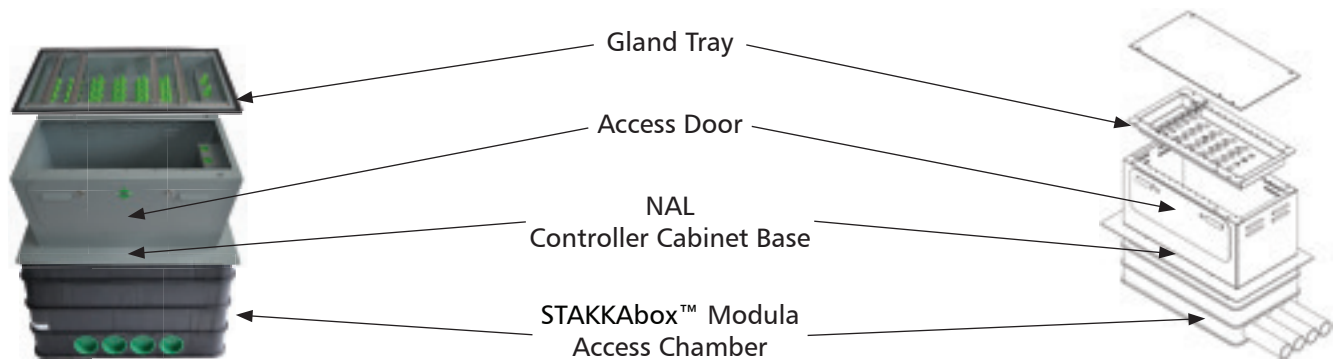 Gland Tray
Access Door
NAL
Controller Cabinet Base
STAKKAbox™ Modula
Access Chamber